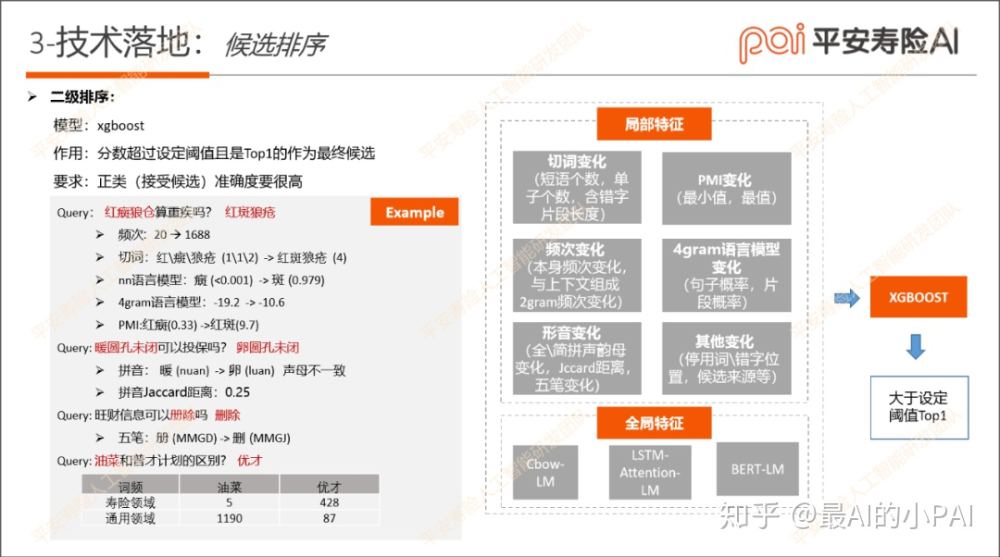 3-技术落地：候选排序
pai 平安寿险AI
➢ 二级排序：
模型：xgboost
作用：分数超过设定阈值且是Top1的作为最终候选
要求：正类（接受候选）准确度要很高
Example
Query： 红癍狼仓算重疾吗？ 红斑狼疮
➢ 频次：20 → 1688
➢ 切词：红\癍\狼疮 (1\1\2) -> 红斑狼疮 (4)
➢ nn语言模型：癍 (<0.001) -> 斑 (0.979)
➢ 4gram语言模型：-19.2 -> -10.6
➢ PMI:红癍(0.33) ->红斑(9.7)
Query: 暖圆孔未闭可以投保吗？ 卵圆孔未闭
➢ 拼音： 暖 (nuan) -> 卵 (luan) 声母不一致
➢ 拼音Jaccard距离：0.25
Query: 旺财信息可以册除吗 删除
➢ 五笔：册 (MMGD) -> 删 (MMGJ)
Query: 油菜和普才计划的区别？ 优才
词频 油菜 优才
寿险领域 5 428
通用领域 1190 87
局部特征
切词变化
（短语个数，单
子个数，含错字
片段长度）
PMI变化
（最小值，最值）
频次变化
（本身频次变化，
与上下文组成
2gram频次变化）
4gram语言模型
变化
（句子概率，片
段概率）
形音变化
（全\简拼声韵母
变化，Jccard距离，
五笔变化）
其他变化
（停用词\错字位
置，候选来源等）
全局特征
Cbow-
LM
LSTM-
Attention-
LM
BERT-LM
XGBOOST
大于设定
阈值Top1
知乎 @最AI的小PAI
平安寿险人工智能研发团队